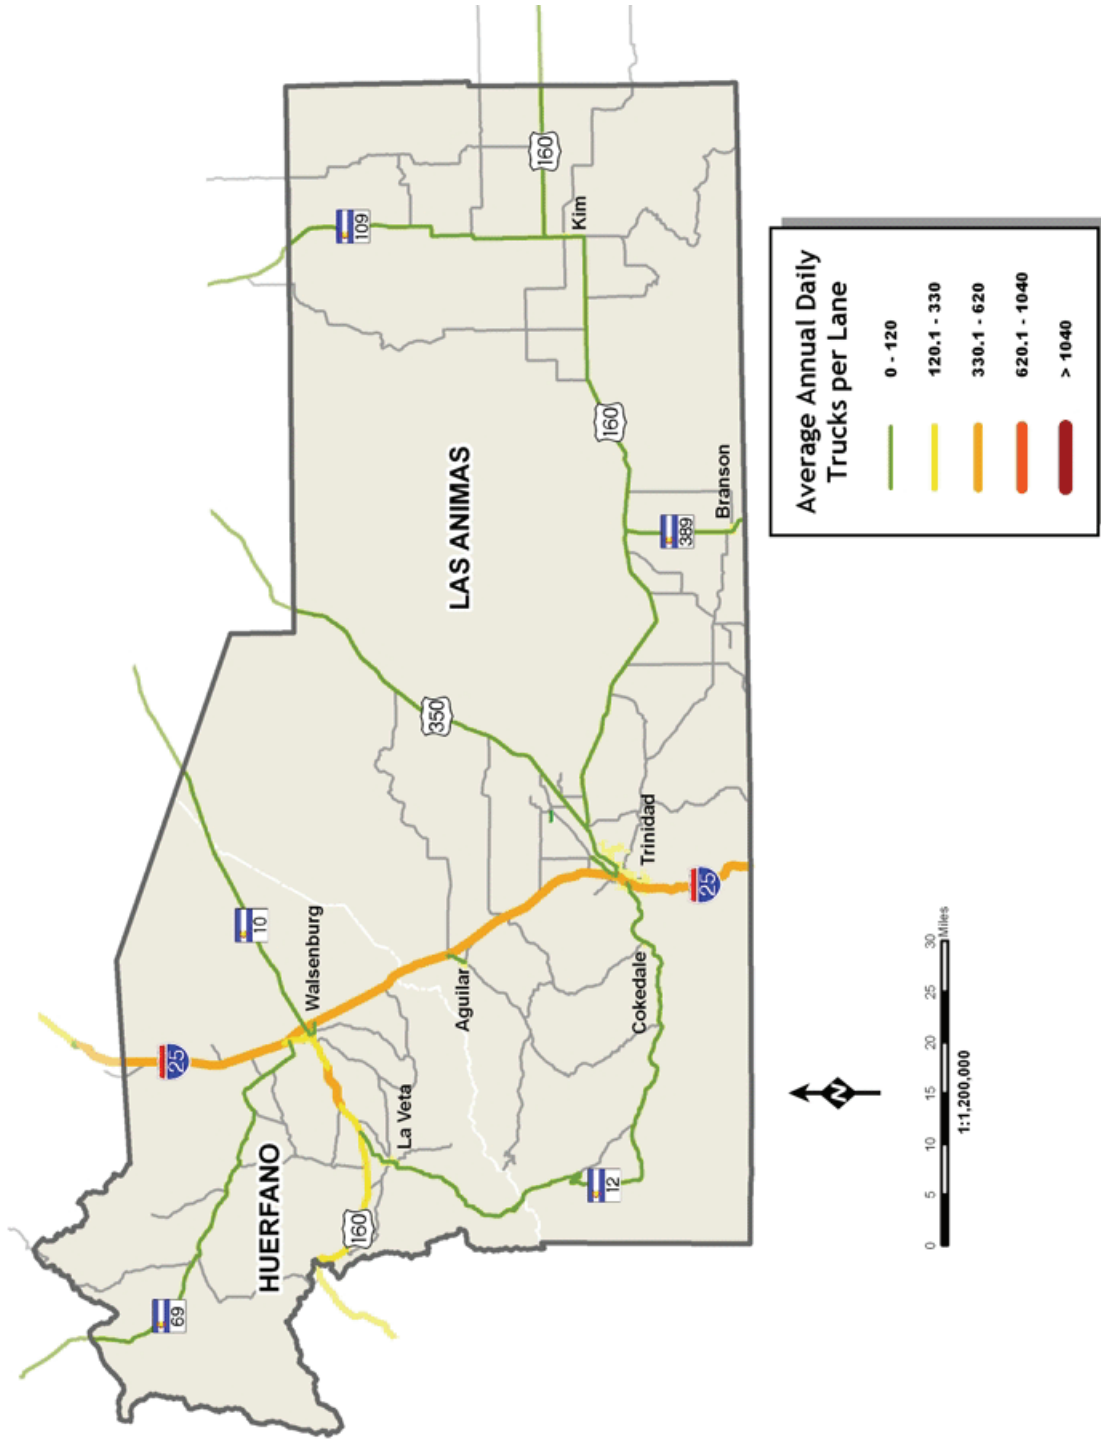 69
HUERFANO
160
12
La Veta
25
Walsenburg
10
Aguilar
Cokedale
25
Trinidad
350
LAS ANIMAS
389
Branson
160
109
Kim
160
Average Annual Daily
Trucks per Lane
0 - 120
120.1 - 330
330.1 - 620
620.1 - 1040
> 1040
N
0 5 10 15 20 25 30
Miles
1:1,200,000